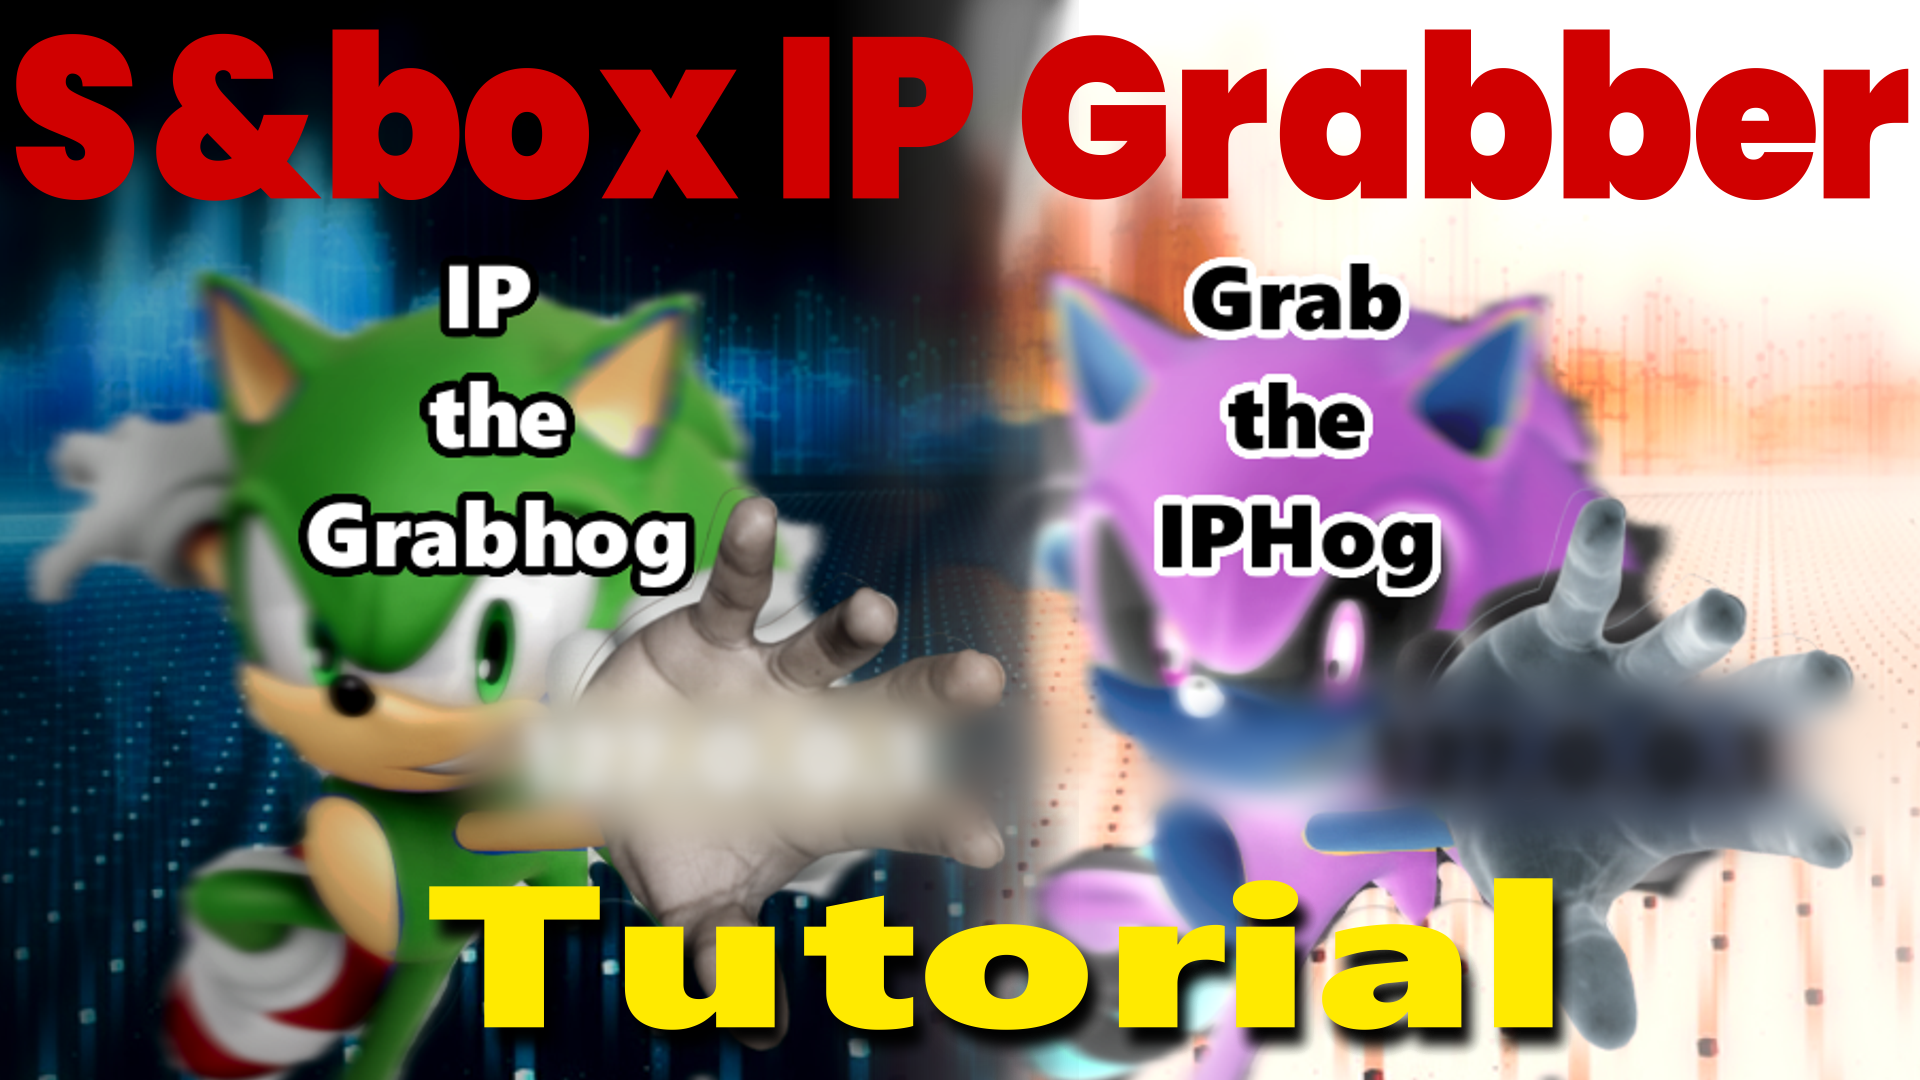 S&box IP Grabber
IP
the
Grabhog
Grab
the
IPHog
Tutorial